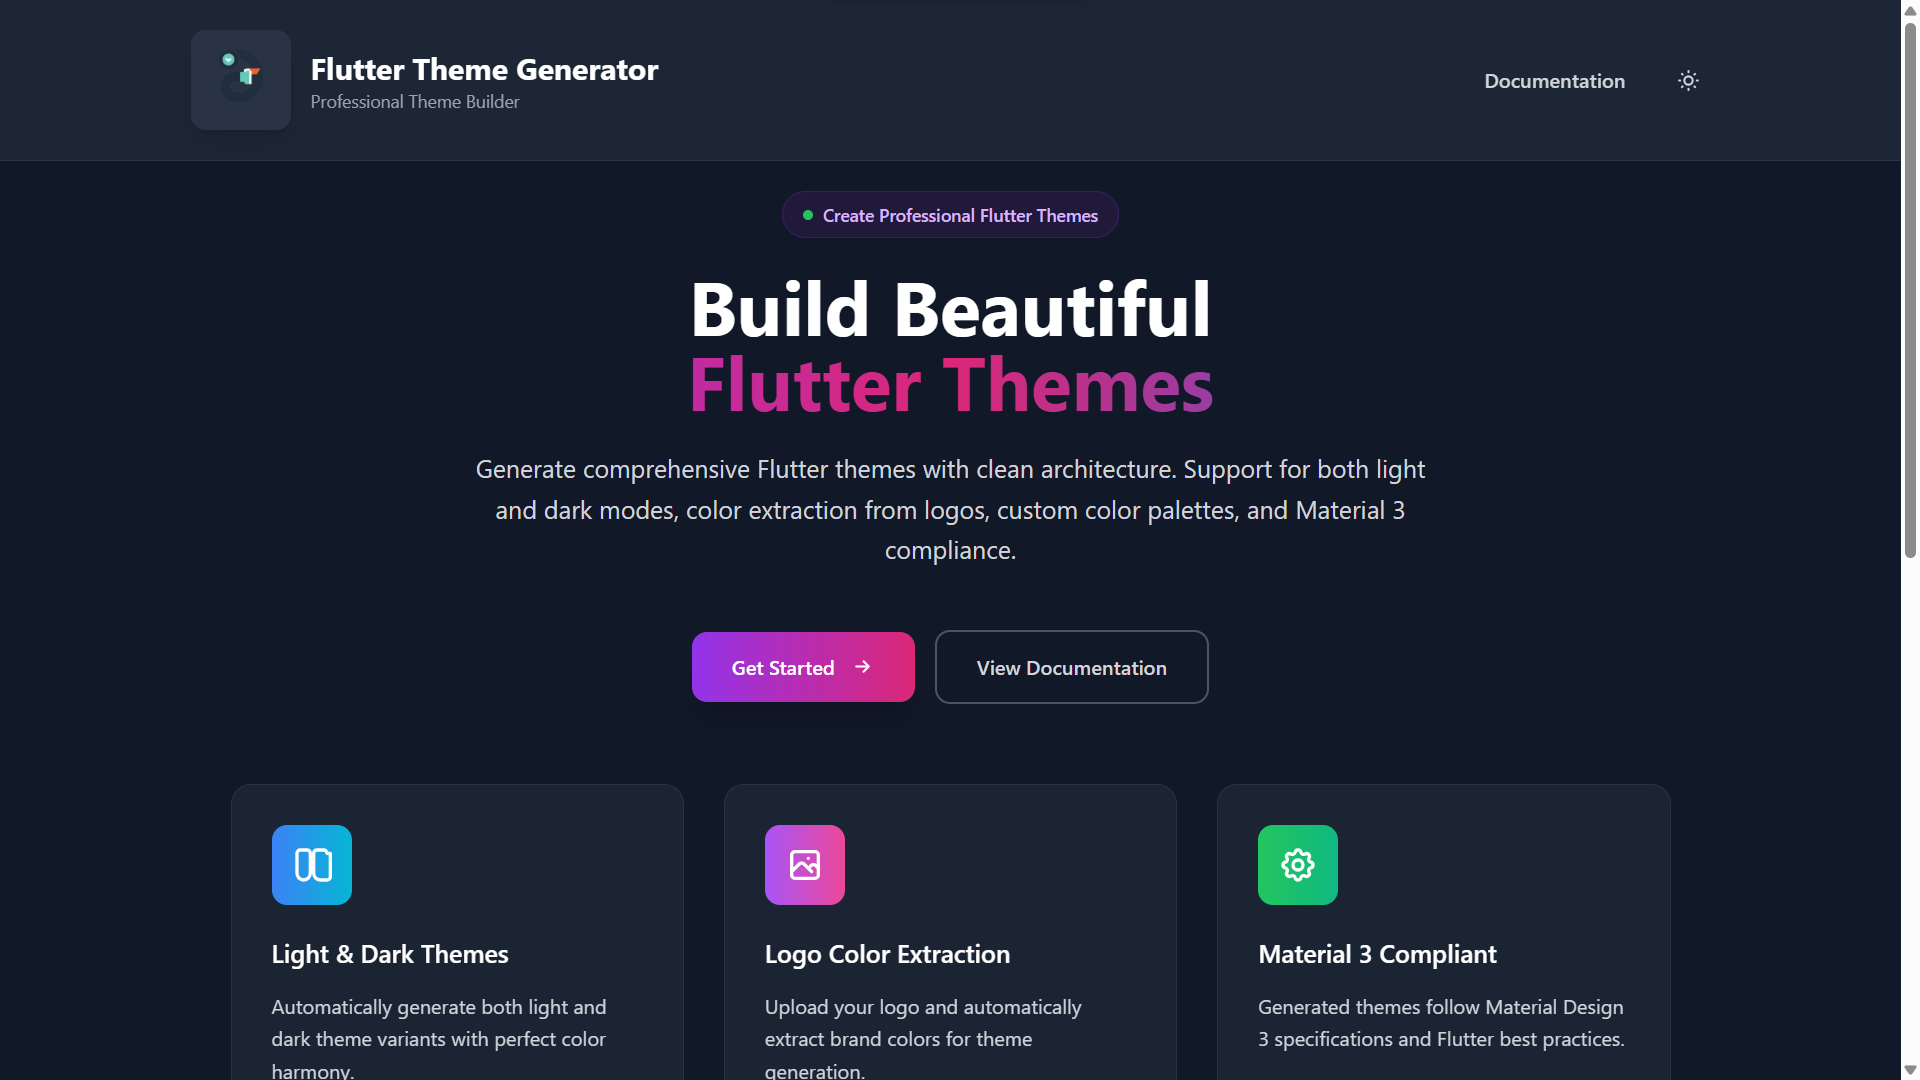 Flutter Theme Generator
Professional Theme Builder
Documentation
Create Professional Flutter Themes
Build Beautiful
Flutter Themes
Generate comprehensive Flutter themes with clean architecture. Support for both light
and dark modes, color extraction from logos, custom color palettes, and Material 3
compliance.
Get Started
View Documentation
Light & Dark Themes
Automatically generate both light and
dark theme variants with perfect color
harmony.
Logo Color Extraction
Upload your logo and automatically
extract brand colors for theme
generation.
Material 3 Compliant
Generated themes follow Material Design
3 specifications and Flutter best practices.